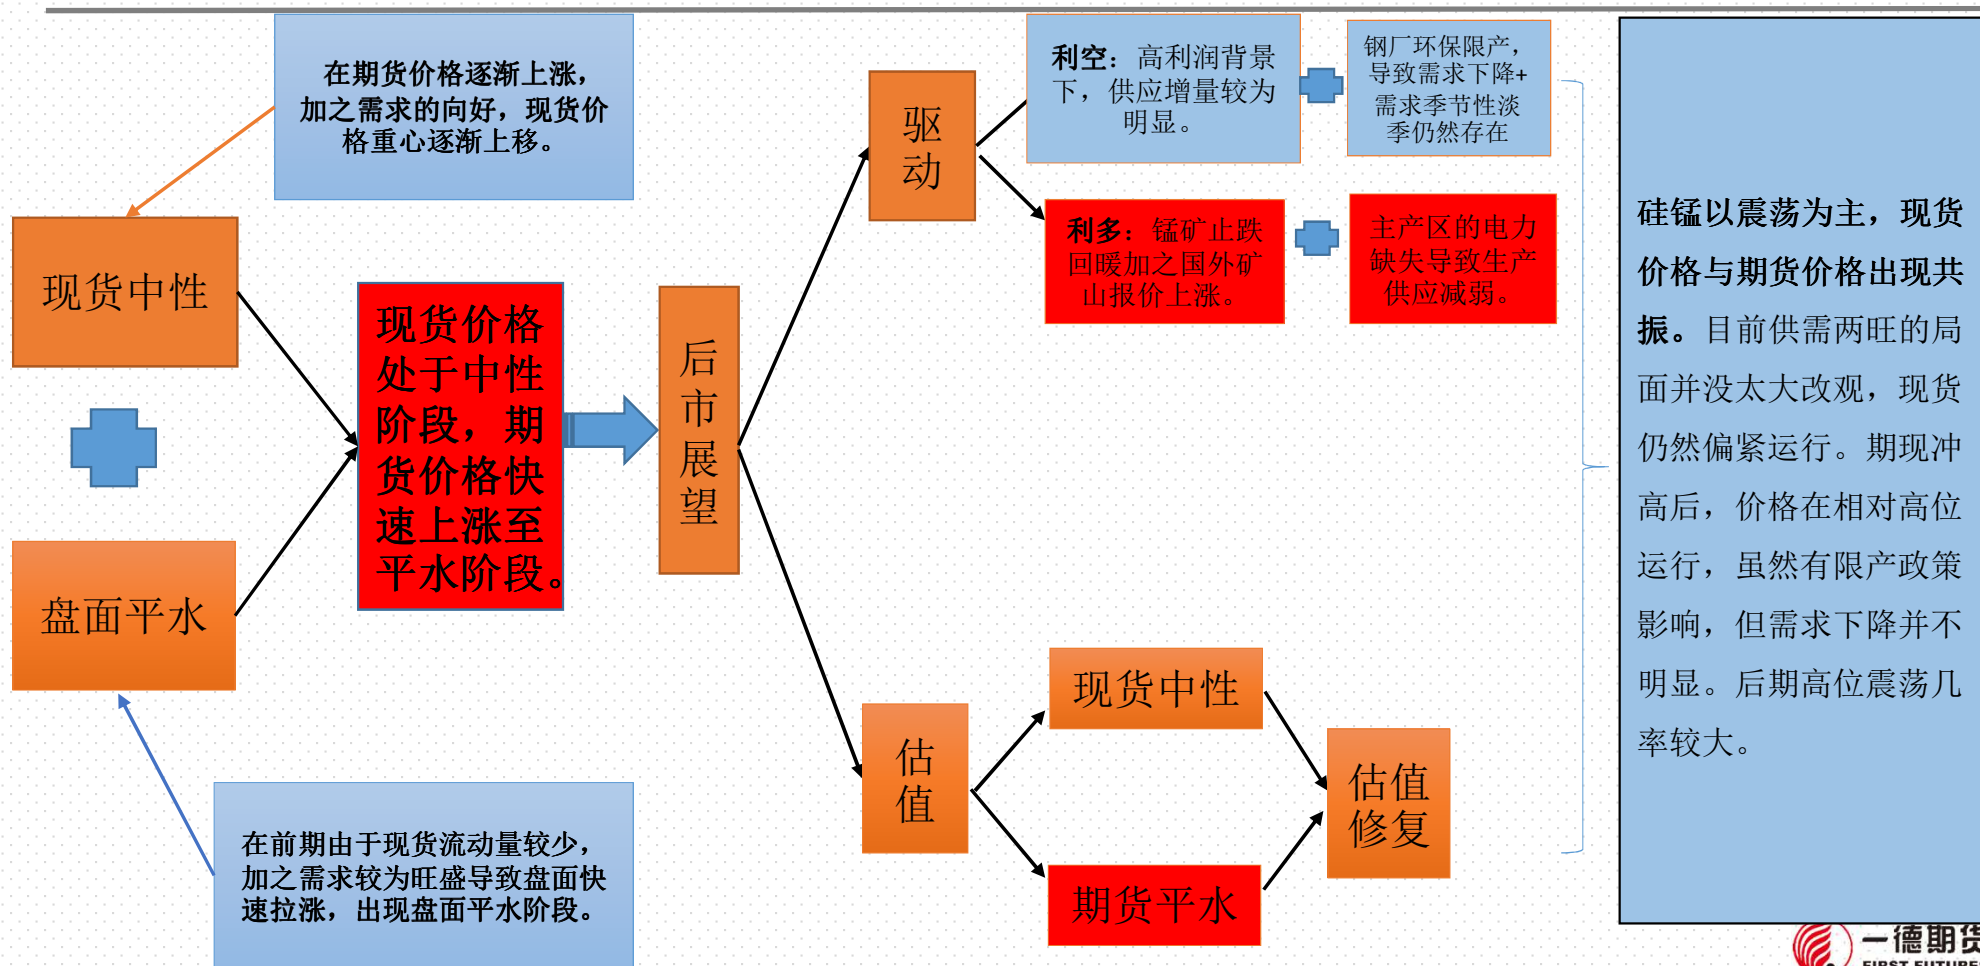 在期货价格逐渐上涨，
加之需求的向好，现货价
格重心逐渐上移。
现货中性
盘面平水
在前期由于现货流动量较少，
加之需求较为旺盛导致盘面快
速拉涨，出现盘面平水阶段。
现货价格
处于中性
阶段，期
货价格快
速上涨至
平水阶段。
后
市
展
望
驱
动
利空：高利润背景
下，供应增量较为
明显。
钢厂环保限产，
导致需求下降+
需求季节性淡
季仍然存在
利多：锰矿止跌
回暖加之国外矿
山报价上涨。
主产区的电力
缺失导致生产
供应减弱。
估
值
现货中性
期货平水
估值
修复
硅锰以震荡为主，现货
价格与期货价格出现共
振。目前供需两旺的局
面并没太大改观，现货
仍然偏紧运行。期现冲
高后，价格在相对高位
运行，虽然有限产政策
影响，但需求下降并不
明显。后期高位震荡几
率较大。
一德期货
FIRST FUTURES